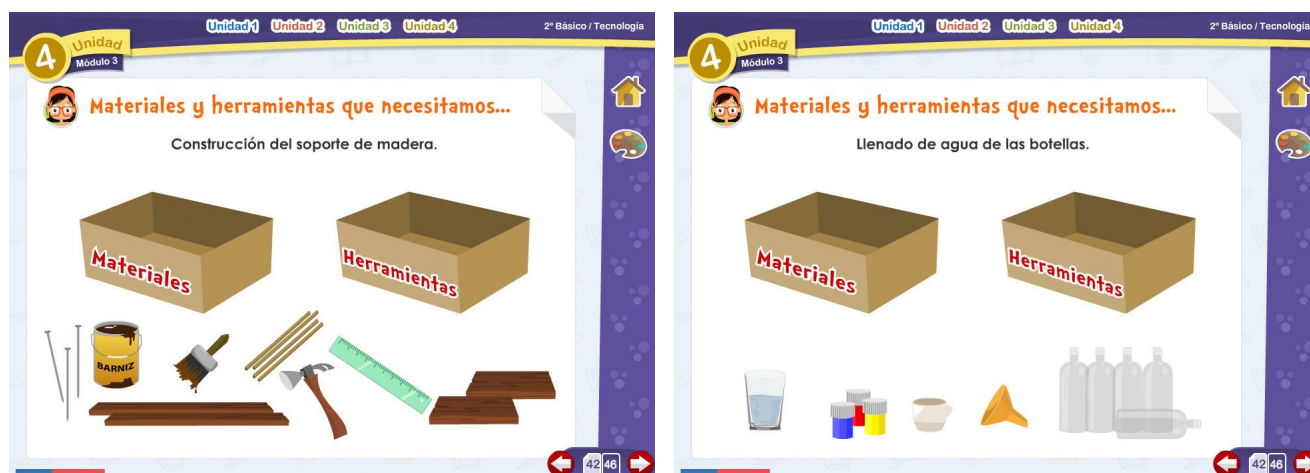 Unidad 1 Unidad 2 Unidad 3 Unidad 4
2° Básico / Tecnología
4 Unidad
Módulo 3
Materiales y herramientas que necesitamos...
Construcción del soporte de madera.
Materiales
Herramientas
BARNIZ
42 46
Unidad 1 Unidad 2 Unidad 3 Unidad 4
2° Básico / Tecnología
4 Unidad
Módulo 3
Materiales y herramientas que necesitamos...
Llenado de agua de las botellas.
Materiales
Herramientas
42 46